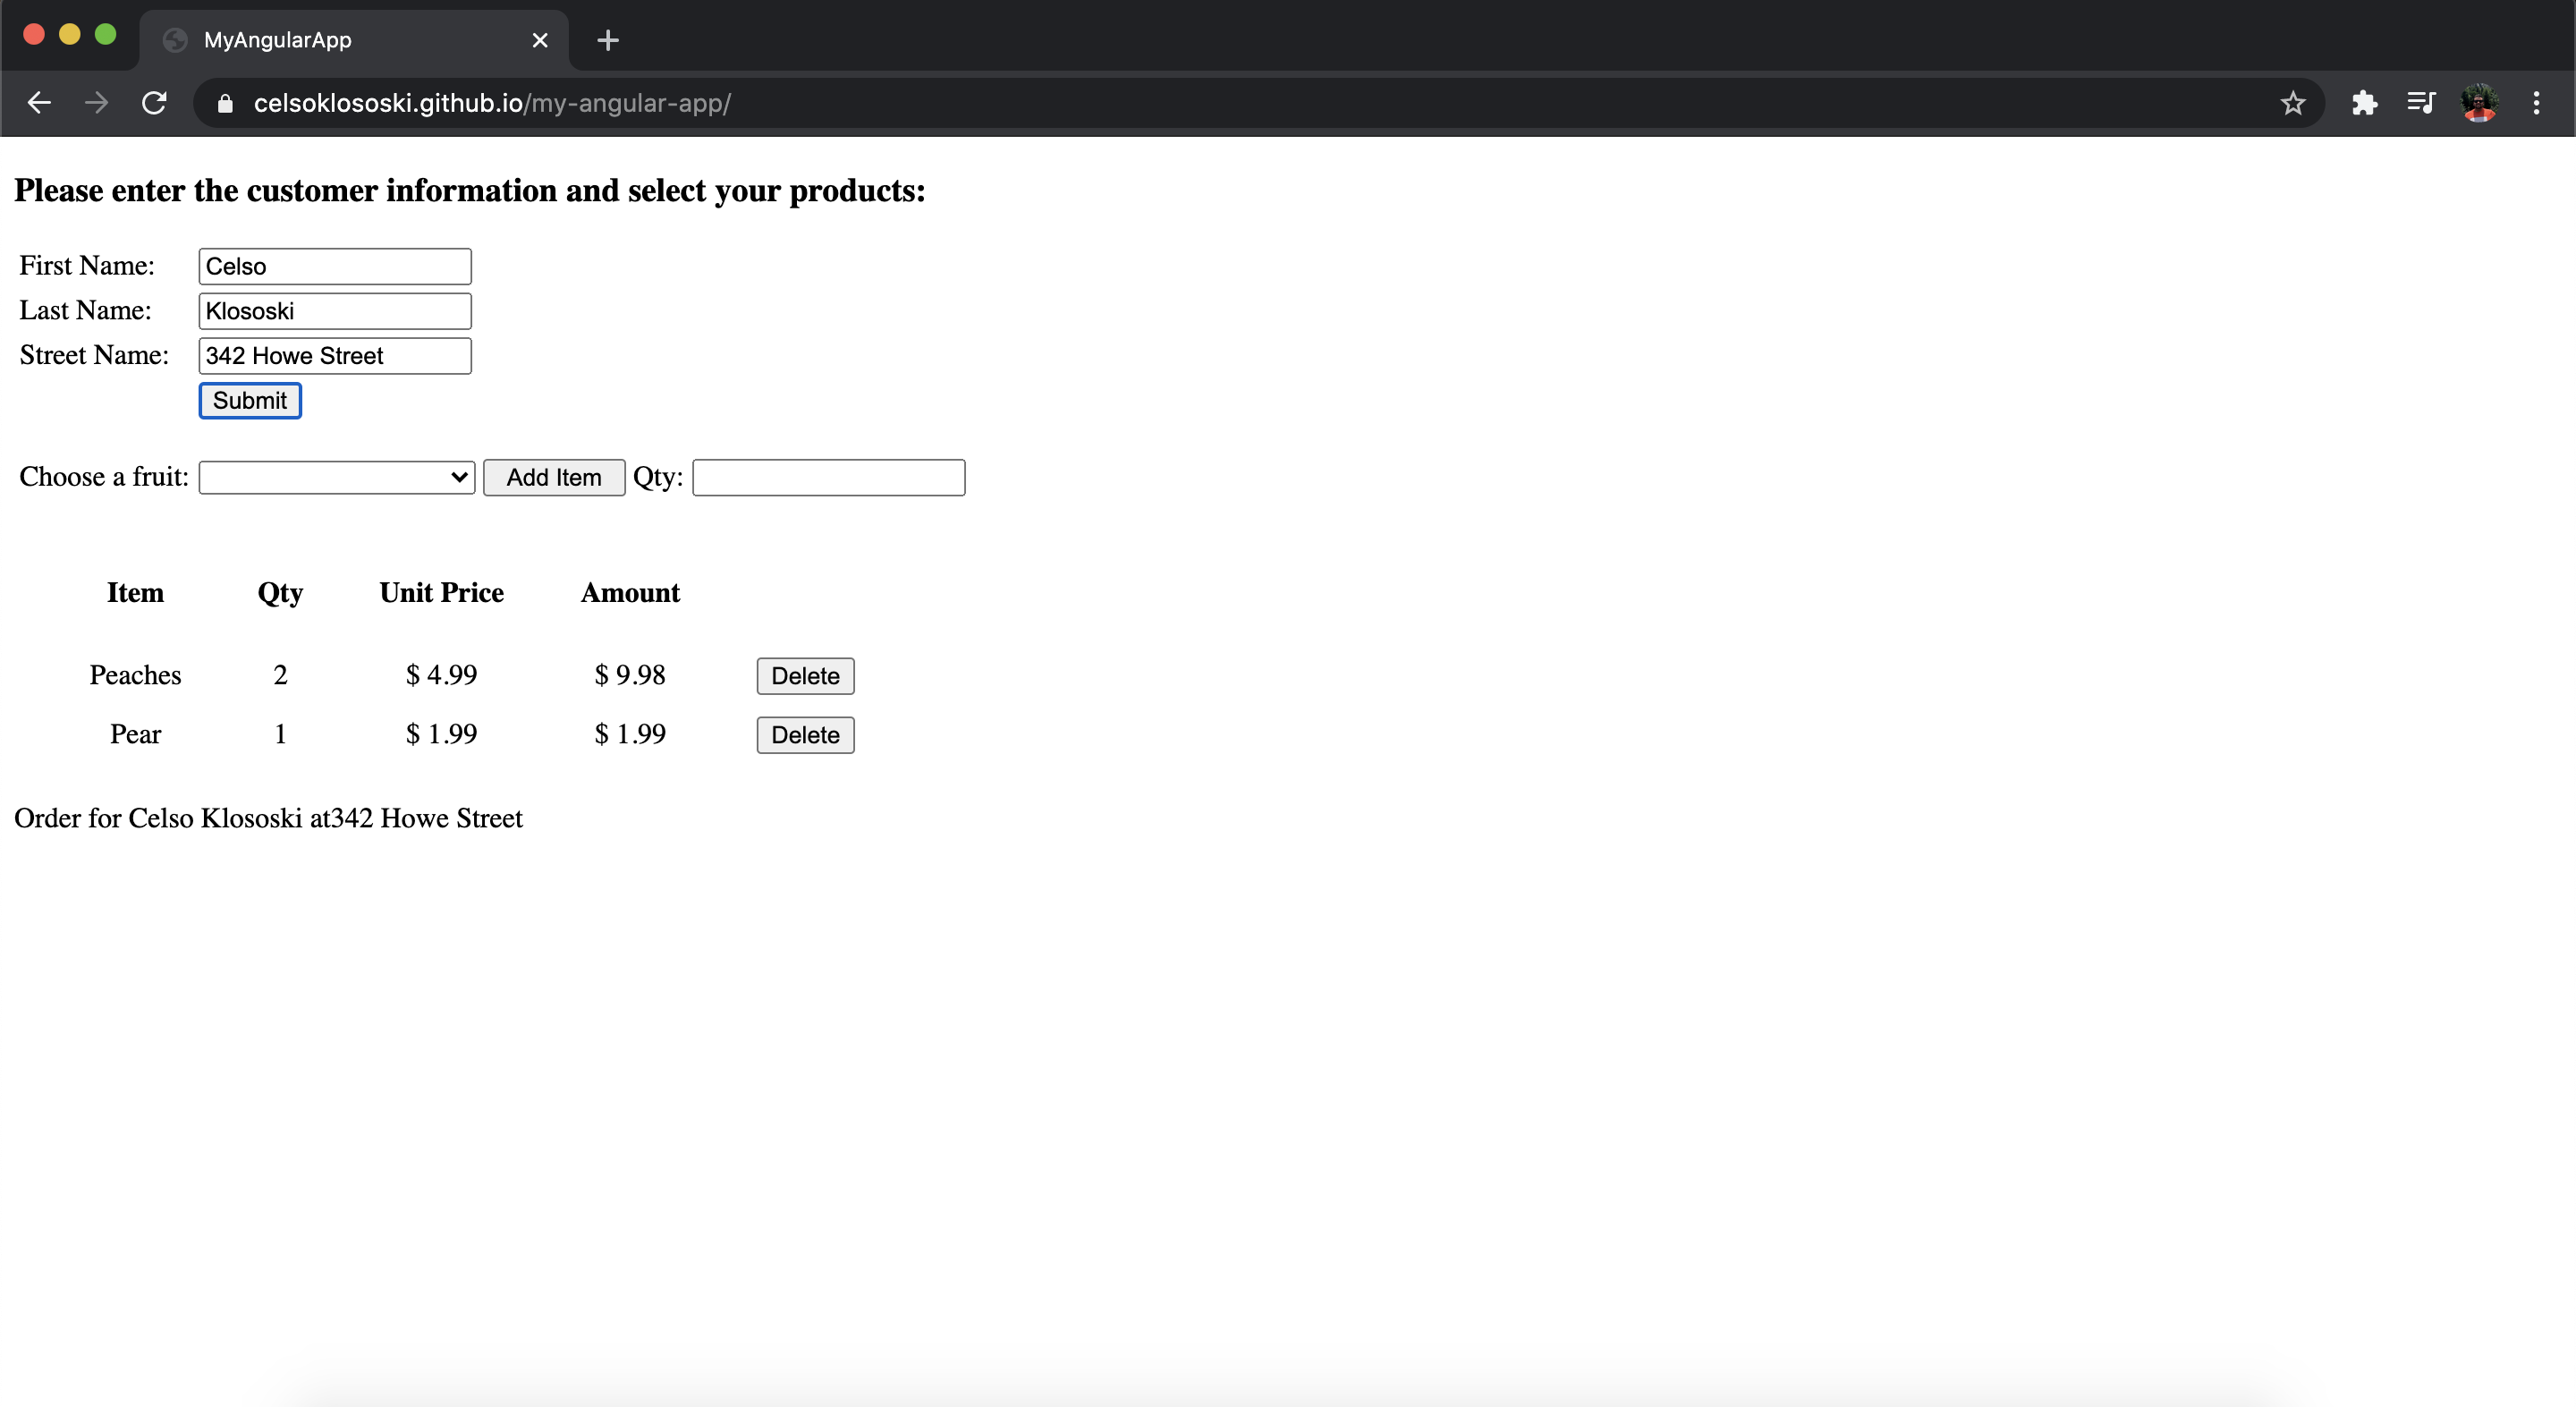 MyAngularApp
celsoklososki.github.io/my-angular-app/
Please enter the customer information and select your products:
First Name: Celso
Last Name: Klososki
Street Name: 342 Howe Street
Submit
Choose a fruit: Add Item Qty:
Item Qty Unit Price Amount
Peaches 2 $ 4.99 $ 9.98 Delete
Pear 1 $ 1.99 $ 1.99 Delete
Order for Celso Klososki at342 Howe Street